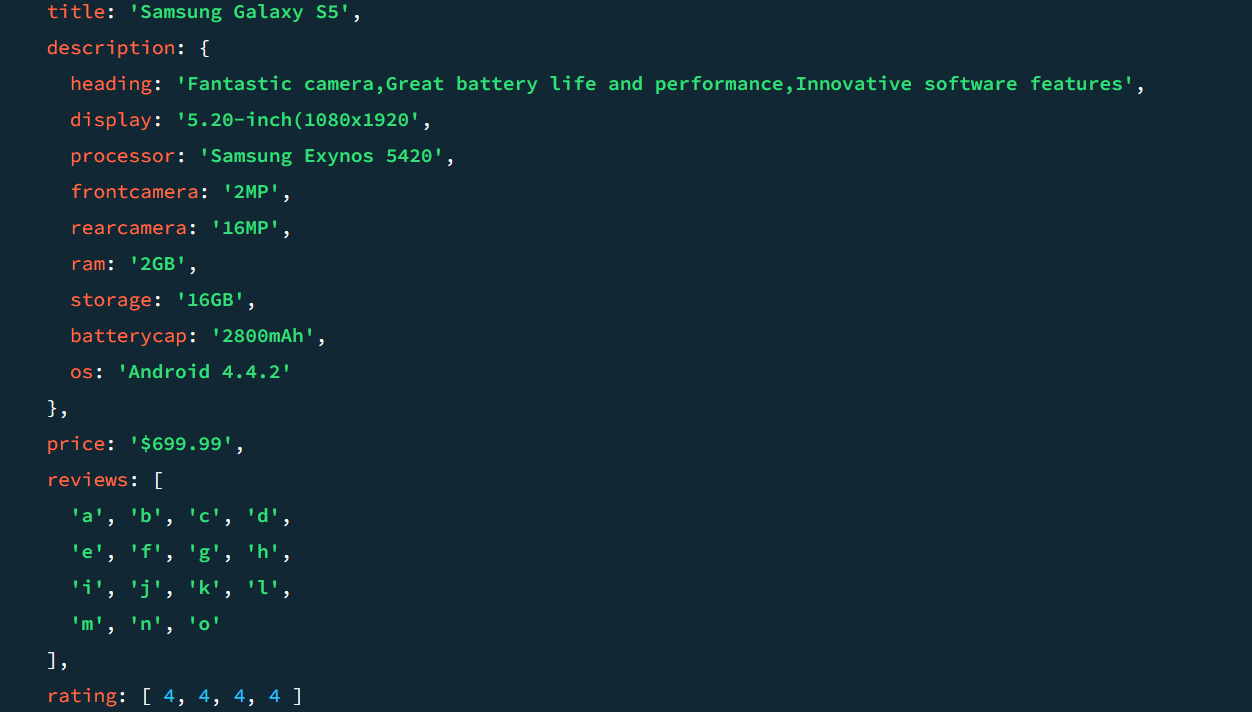 title: 'Samsung Galaxy S5',
description: {
heading: 'Fantastic camera,Great battery life and performance,Innovative software features',
display: '5.20-inch(1080x1920',
processor: 'Samsung Exynos 5420',
frontcamera: '2MP',
rearcamera: '16MP',
ram: '2GB',
storage: '16GB',
batterycap: '2800mAh',
os: 'Android 4.4.2'
},
price: '$699.99',
reviews: [
'a', 'b', 'c', 'd',
'e', 'f', 'g', 'h',
'i', 'j', 'k', 'l',
'm', 'n', 'o'
],
rating: [ 4, 4, 4, 4 ]